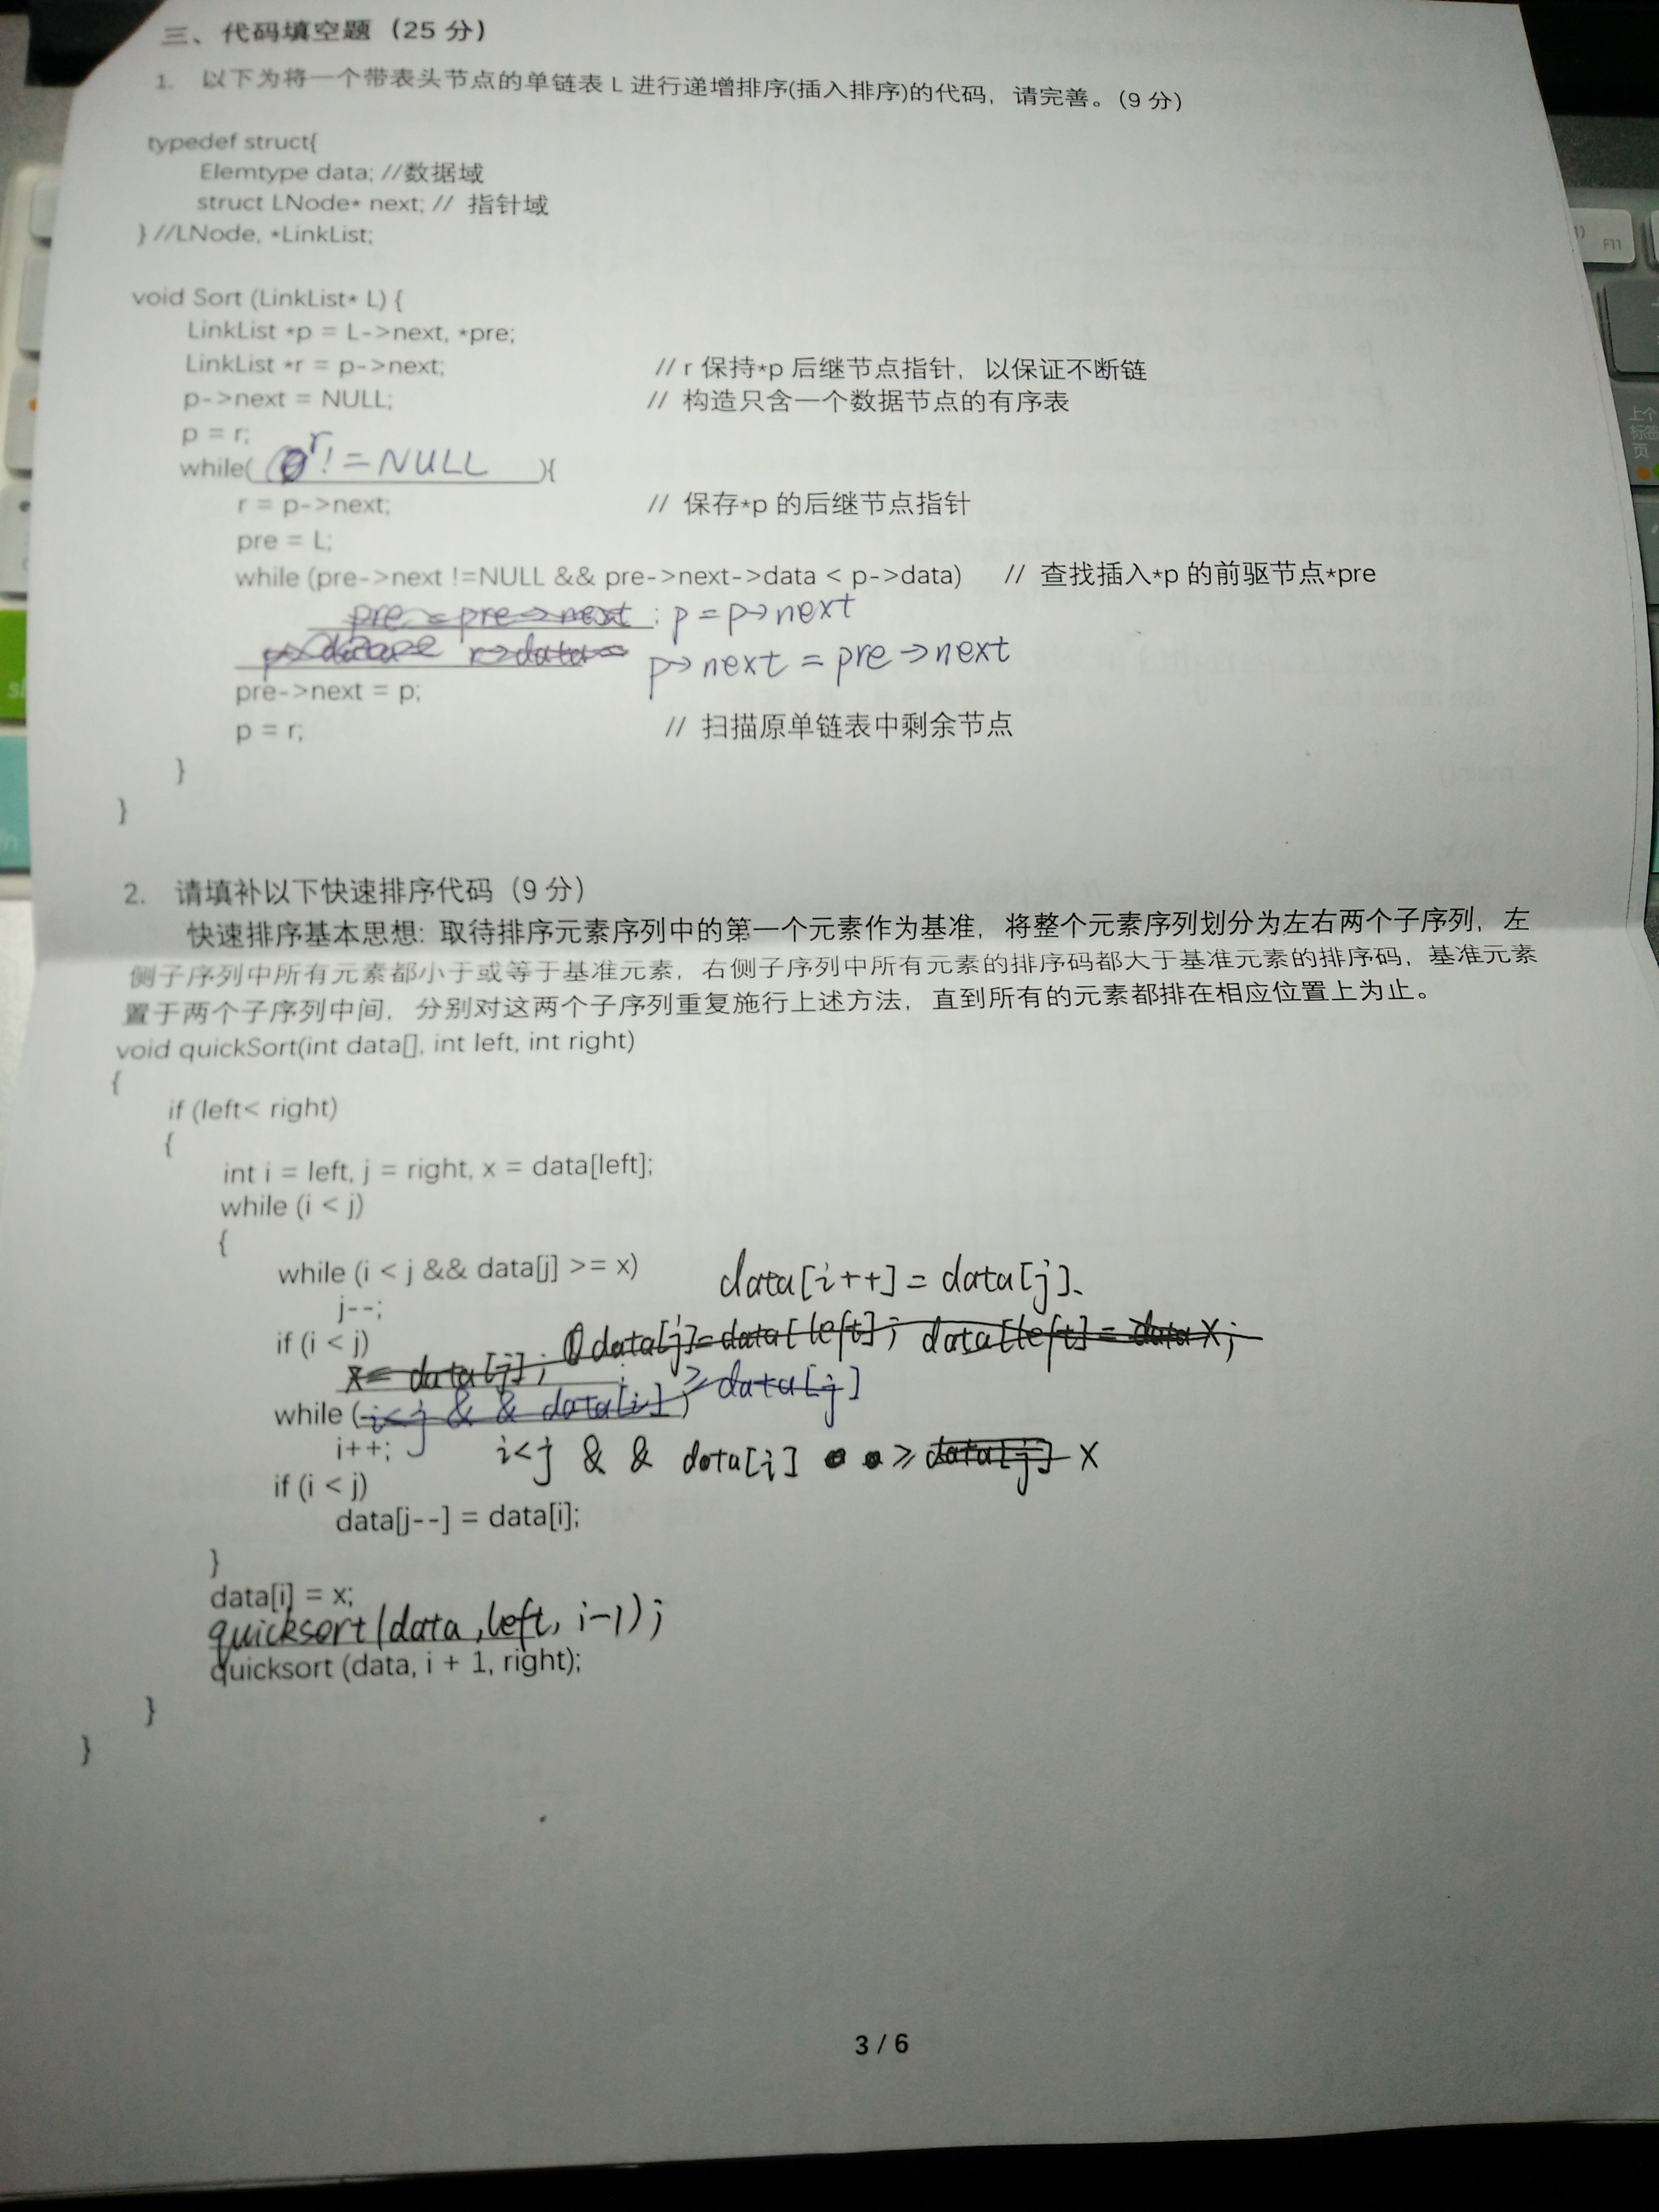 三、代码填空题（25 分）
1. 以下为将一个带表头节点的单链表 L 进行递增排序(插入排序)的代码，请完善。（9 分）
typedef struct{
Elemtype data; //数据域
struct LNode* next; // 指针域
} //LNode, *LinkList;
void Sort (LinkList* L) {
LinkList *p = L->next, *pre;
LinkList *r = p->next; // r 保持*p 后继节点指针，以保证不断链
p->next = NULL; // 构造只含一个数据节点的有序表
p = r;
while( r != NULL ){
r = p->next; // 保存*p 的后继节点指针
pre = L;
while (pre->next !=NULL && pre->next->data < p->data) // 查找插入*p 的前驱节点*pre
pre = pre->next ; p = p->next
p->next = pre->next
pre->next = p;
p = r; // 扫描原单链表中剩余节点
}
}
2. 请填补以下快速排序代码（9 分）
快速排序基本思想: 取待排序元素序列中的第一个元素作为基准，将整个元素序列划分为左右两个子序列，左
侧子序列中所有元素都小于或等于基准元素，右侧子序列中所有元素的排序码都大于基准元素的排序码，基准元素
置于两个子序列中间，分别对这两个子序列重复施行上述方法，直到所有的元素都排在相应位置上为止。
void quickSort(int data[], int left, int right)
{
if (left< right)
{
int i = left, j = right, x = data[left];
while (i < j)
{
while (i < j && data[j] >= x) data[i++] = data[j].
j--;
if (i < j) data[j]=data[left]; data[left]=data x;
x= data[j]; ;
while (i<j && data[i] ) ≥ data[j]
i++; i<j && data[i] ≥ data[j] x
if (i < j)
data[j--] = data[i];
}
data[i] = x;
quicksort(data,left, i-1);
quicksort (data, i + 1, right);
}
}
3 / 6
F11
上个
标签
页